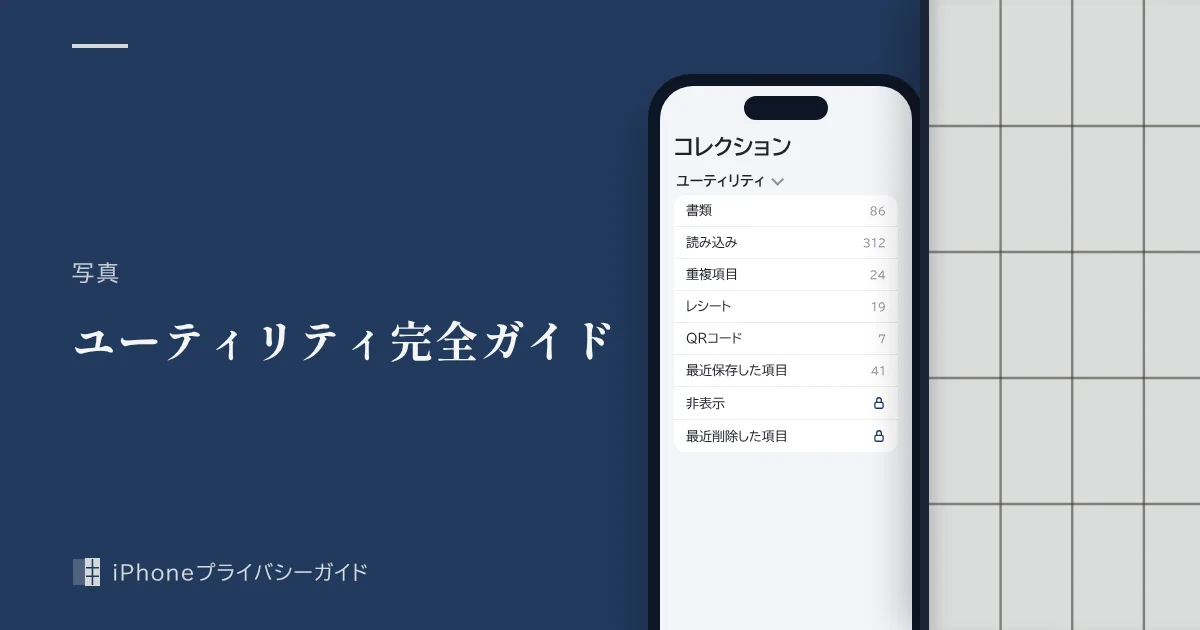 写真
ユーティリティ完全ガイド
iPhoneプライバシーガイド
コレクション
ユーティリティ
書類 86
読み込み 312
重複項目 24
レシート 19
QRコード 7
最近保存した項目 41
非表示
最近削除した項目